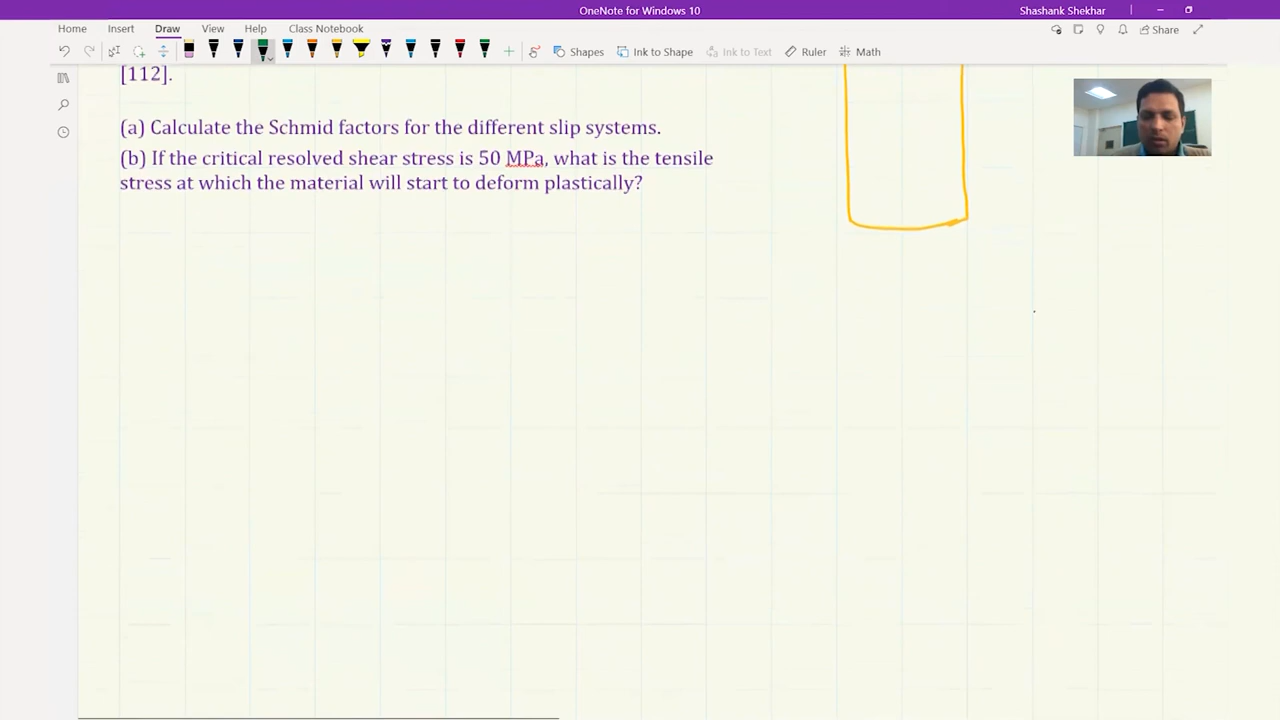 OneNote for Windows 10
Shashank Shekhar
Home Insert Draw View Help Class Notebook
Shapes Ink to Shape Ink to Text Ruler Math
Share
[112].
(a) Calculate the Schmid factors for the different slip systems.
(b) If the critical resolved shear stress is 50 MPa, what is the tensile
stress at which the material will start to deform plastically?